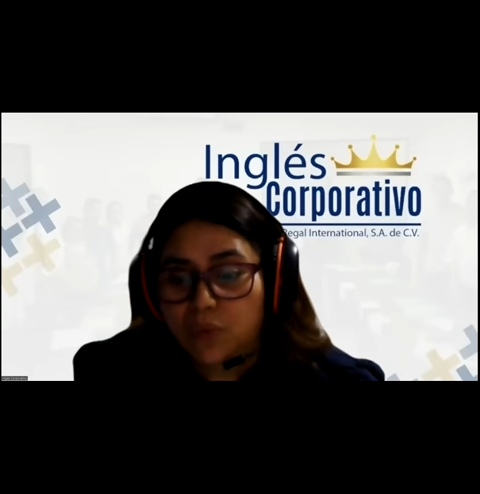 Inglés
Corporativo
Regal International, S.A. de C.V.